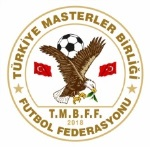 TÜRKİYE MASTERLER BİRLİĞİ
T.M.B.F.F.
2018
FUTBOL FEDERASYONU